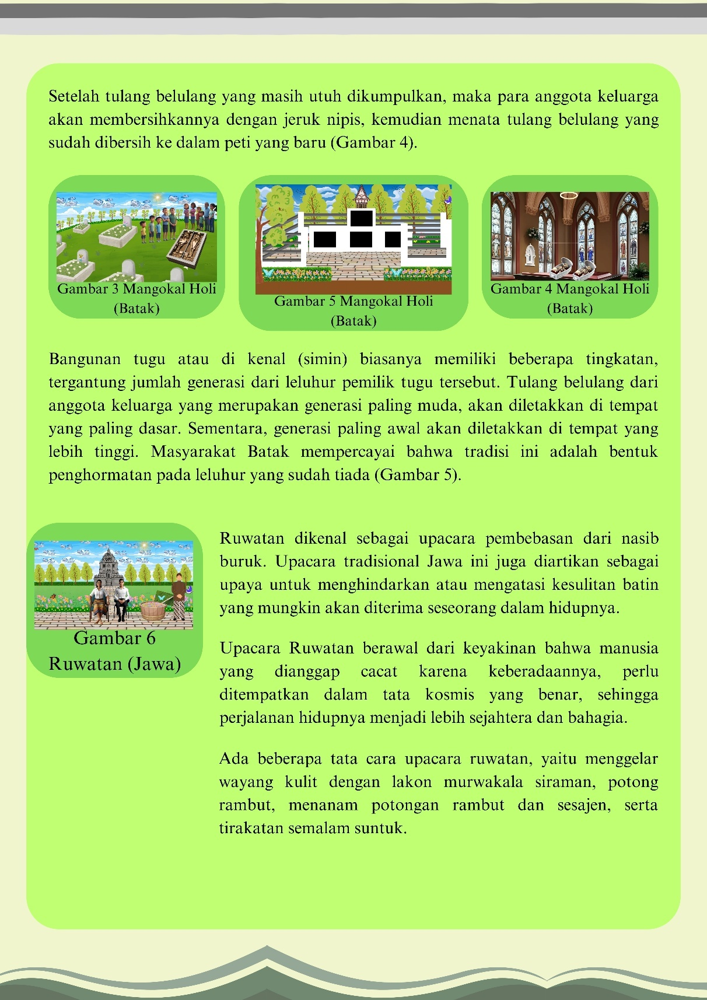 Setelah tulang belulang yang masih utuh dikumpulkan, maka para anggota keluarga
akan membersihkannya dengan jeruk nipis, kemudian menata tulang belulang yang
sudah dibersih ke dalam peti yang baru (Gambar 4).
Gambar 3 Mangokal Holi
(Batak)
Gambar 5 Mangokal Holi
(Batak)
Gambar 4 Mangokal Holi
(Batak)
Bangunan tugu atau di kenal (simin) biasanya memiliki beberapa tingkatan,
tergantung jumlah generasi dari leluhur pemilik tugu tersebut. Tulang belulang dari
anggota keluarga yang merupakan generasi paling muda, akan diletakkan di tempat
yang paling dasar. Sementara, generasi paling awal akan diletakkan di tempat yang
lebih tinggi. Masyarakat Batak mempercayai bahwa tradisi ini adalah bentuk
penghormatan pada leluhur yang sudah tiada (Gambar 5).
Gambar 6
Ruwatan (Jawa)
Ruwatan dikenal sebagai upacara pembebasan dari nasib
buruk. Upacara tradisional Jawa ini juga diartikan sebagai
upaya untuk menghindarkan atau mengatasi kesulitan batin
yang mungkin akan diterima seseorang dalam hidupnya.
Upacara Ruwatan berawal dari keyakinan bahwa manusia
yang dianggap cacat karena keberadaannya, perlu
ditempatkan dalam tata kosmis yang benar, sehingga
perjalanan hidupnya menjadi lebih sejahtera dan bahagia.
Ada beberapa tata cara upacara ruwatan, yaitu menggelar
wayang kulit dengan lakon murwakala siraman, potong
rambut, menanam potongan rambut dan sesajen, serta
tirakatan semalam suntuk.